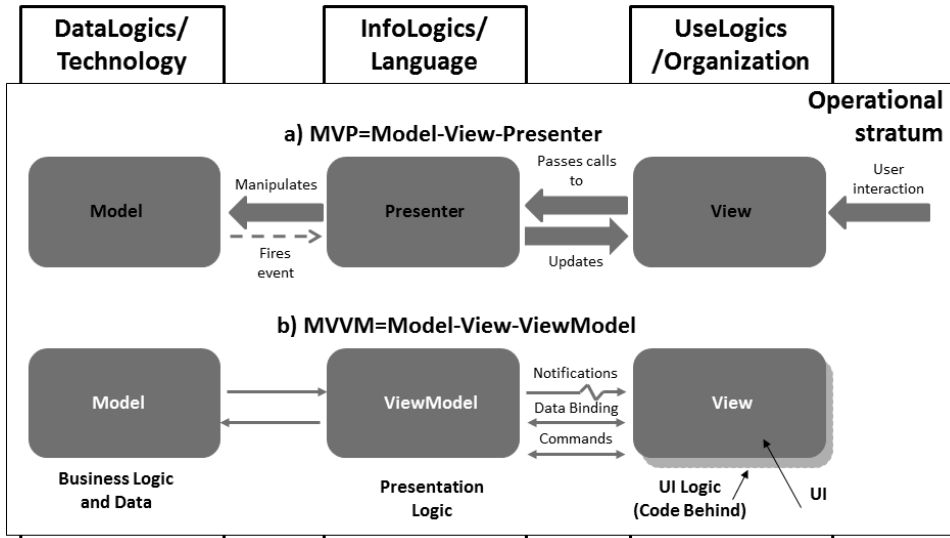 DataLogics/
Technology
InfoLogics/
Language
UseLogics
/Organization
Operational
stratum
a) MVP=Model-View-Presenter
Model
Manipulates
Fires
event
Presenter
Passes calls
to
Updates
View
User
interaction
b) MVVM=Model-View-ViewModel
Model
ViewModel
Notifications
Data Binding
Commands
View
Business Logic
and Data
Presentation
Logic
UI Logic
(Code Behind)
UI